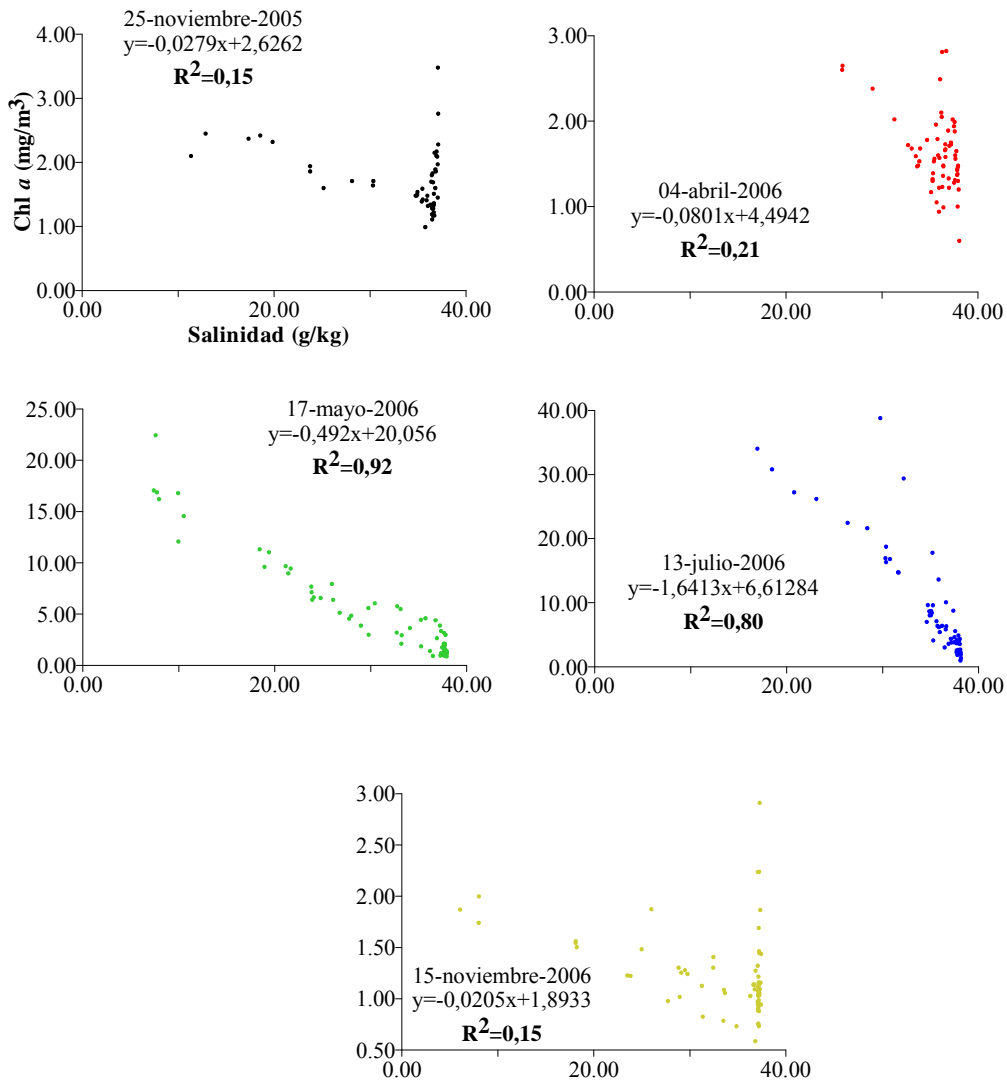 25-noviembre-2005
y=-0,0279x+2,6262
R²=0,15
4.00
3.00
2.00
1.00
0.00
Chl a (mg/m³)
0.00
20.00
40.00
Salinidad (g/kg)
04-abril-2006
y=-0,0801x+4,4942
R²=0,21
3.00
2.00
1.00
0.00
0.00
20.00
40.00
17-mayo-2006
y=-0,492x+20,056
R²=0,92
25.00
20.00
15.00
10.00
5.00
0.00
0.00
20.00
40.00
13-julio-2006
y=-1,6413x+6,61284
R²=0,80
40.00
30.00
20.00
10.00
0.00
0.00
20.00
40.00
15-noviembre-2006
y=-0,0205x+1,8933
R²=0,15
3.00
2.00
1.50
1.00
0.50
0.00
20.00
40.00